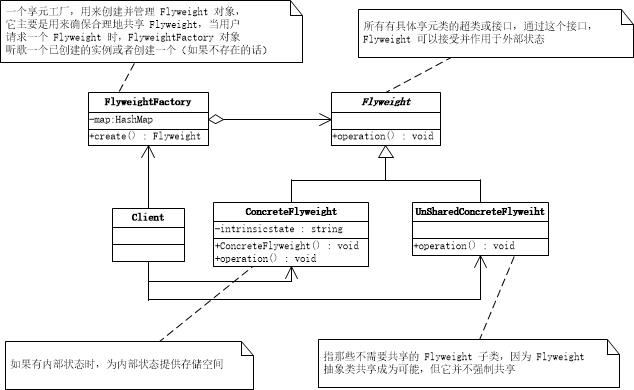 一个享元工厂，用来创建并管理 Flyweight 对象，
它主要是用来确保合理地共享 Flyweight，当用户
请求一个 Flyweight 时，FlyweightFactory 对象
听歌一个已创建的实例或者创建一个（如果不存在的话）
所有有具体享元类的超类或接口，通过这个接口，
Flyweight 可以接受并作用于外部状态
FlyweightFactory
-map:HashMap
+create() : Flyweight
Flyweight
+operation() : void
Client
ConcreteFlyweight
-intrinsicstate : string
+ConcreteFlyweight() : void
+operation() : void
UnSharedConcreteFlyweiht
+operation() : void
如果有内部状态时，为内部状态提供存储空间
指那些不需要共享的 Flyweight 子类，因为 Flyweight
抽象类共享成为可能，但它并不强制共享